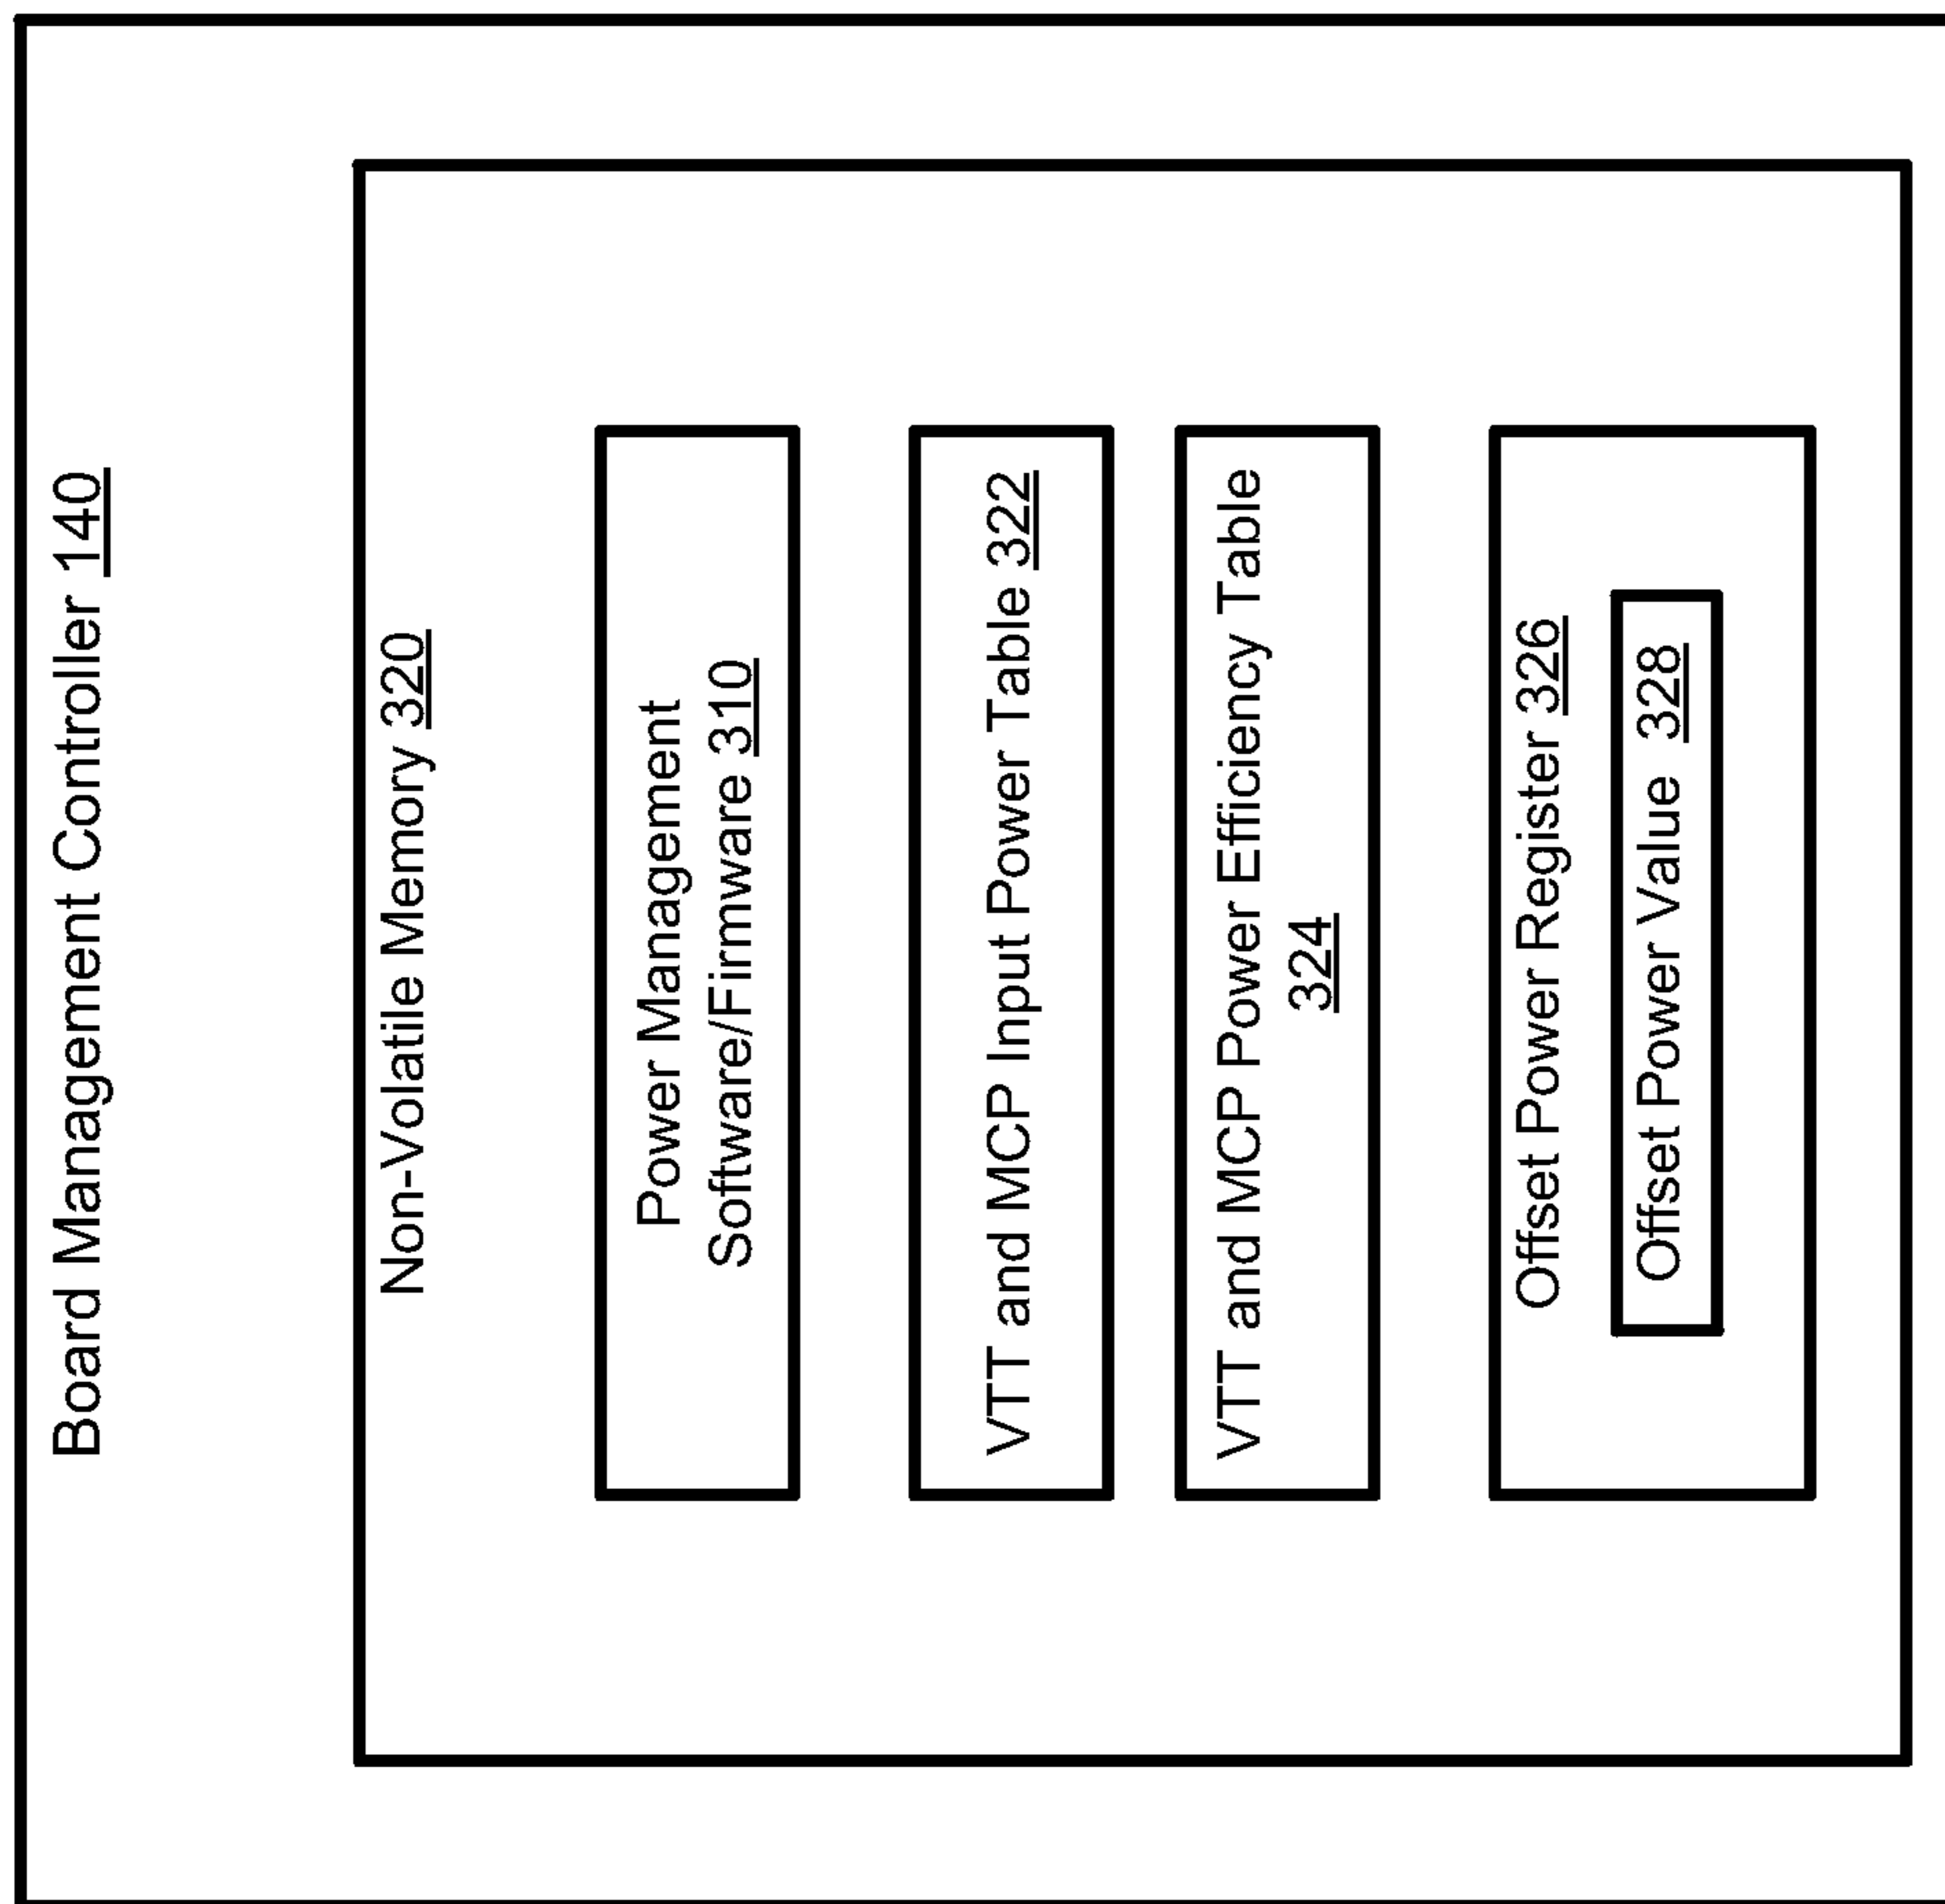 Board Management Controller 140
Non-Volatile Memory 320
Power Management
Software/Firmware 310
VTT and MCP Input Power Table 322
VTT and MCP Power Efficiency Table
324
Offset Power Register 326
Offset Power Value 328